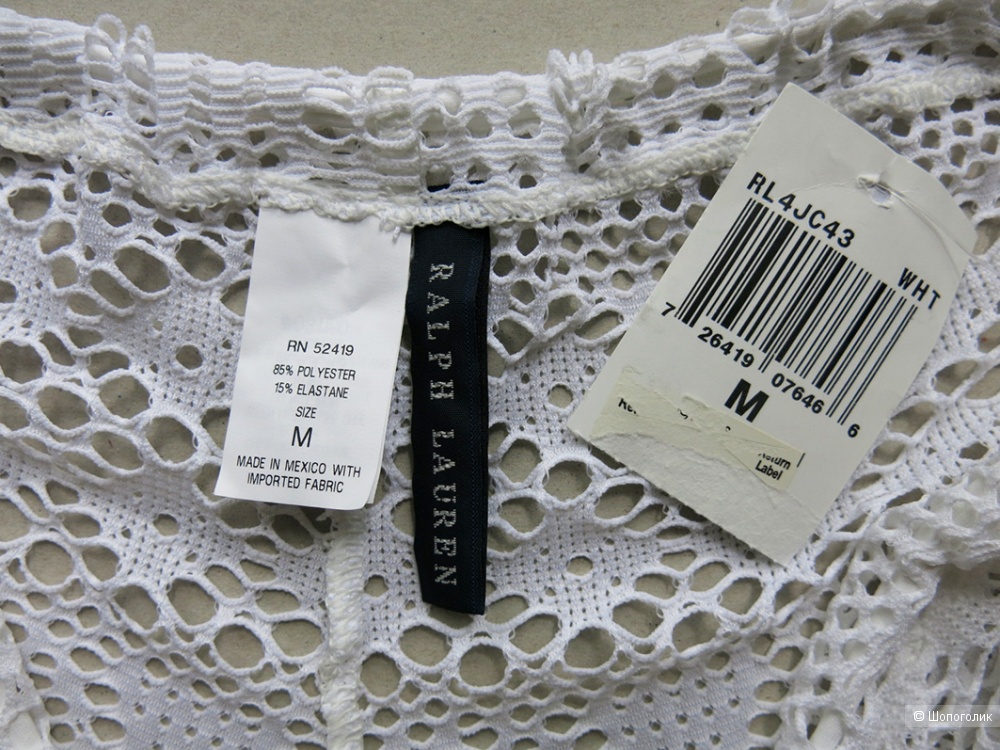 RN 52419
85% POLYESTER
15% ELASTANE
SIZE
M
MADE IN MEXICO WITH
IMPORTED FABRIC
RALPH LAUREN
RL4JC43
WHT
7 26419 07646 6
M
Label
© Шопоголик